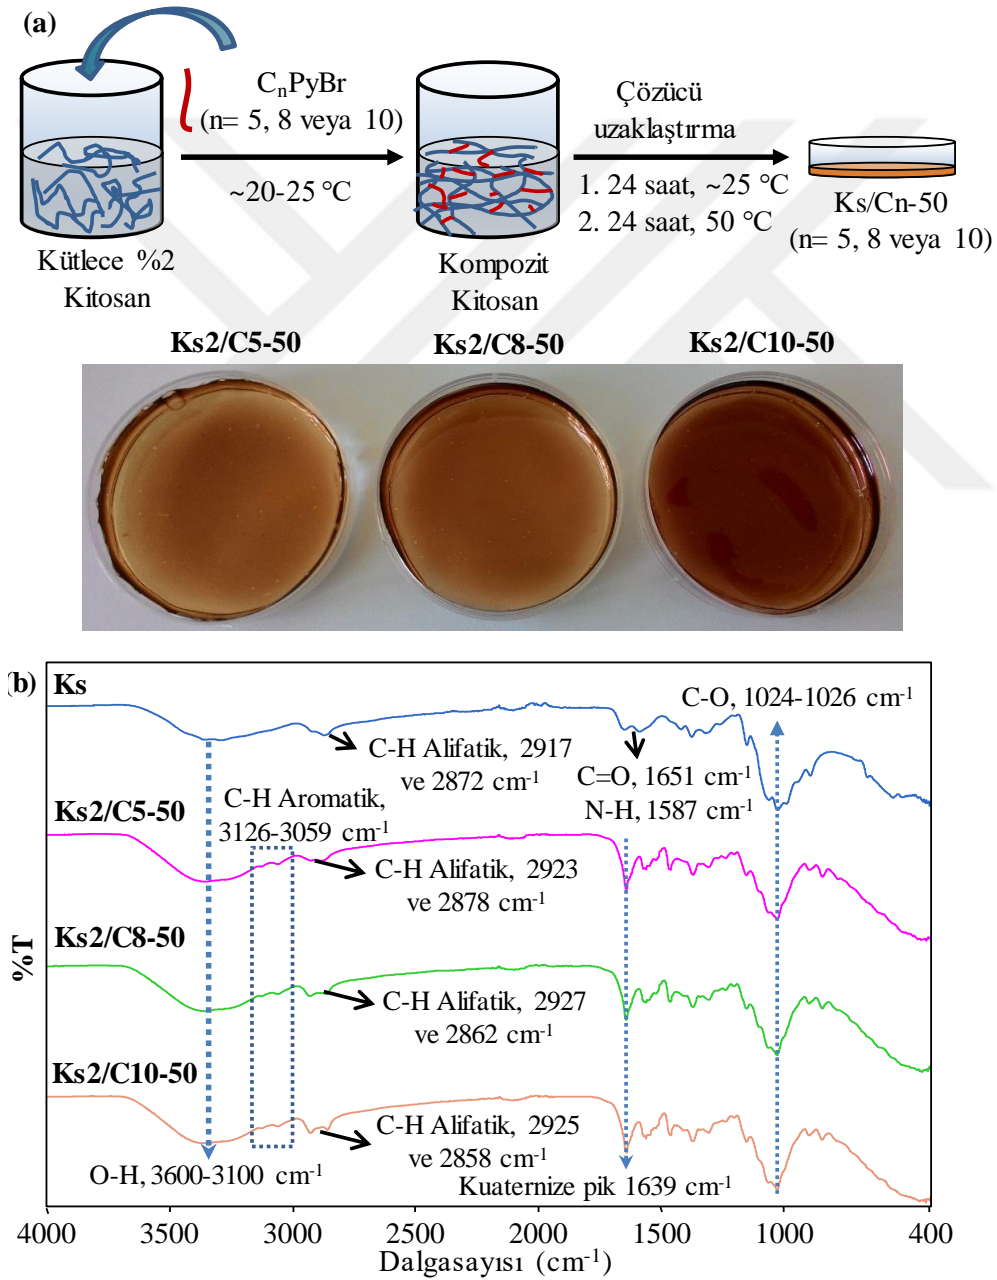 (a)
CₙPyBr
(n= 5, 8 veya 10)
~20-25 °C
Çözücü
uzaklaştırma
1. 24 saat, ~25 °C
2. 24 saat, 50 °C
Kütlece %2
Kitosan
Kompozit
Kitosan
Ks/Cn-50
(n= 5, 8 veya 10)
Ks2/C5-50
Ks2/C8-50
Ks2/C10-50
(b)
Ks
C-O, 1024-1026 cm⁻¹
C-H Alifatik, 2917
ve 2872 cm⁻¹
C=O, 1651 cm⁻¹
N-H, 1587 cm⁻¹
Ks2/C5-50
C-H Aromatik,
3126-3059 cm⁻¹
C-H Alifatik, 2923
ve 2878 cm⁻¹
Ks2/C8-50
%T
C-H Alifatik, 2927
ve 2862 cm⁻¹
Ks2/C10-50
C-H Alifatik, 2925
ve 2858 cm⁻¹
O-H, 3600-3100 cm⁻¹
Kuaternize pik 1639 cm⁻¹
4000 3500 3000 2500 2000 1500 1000 400
Dalgasayısı (cm⁻¹)